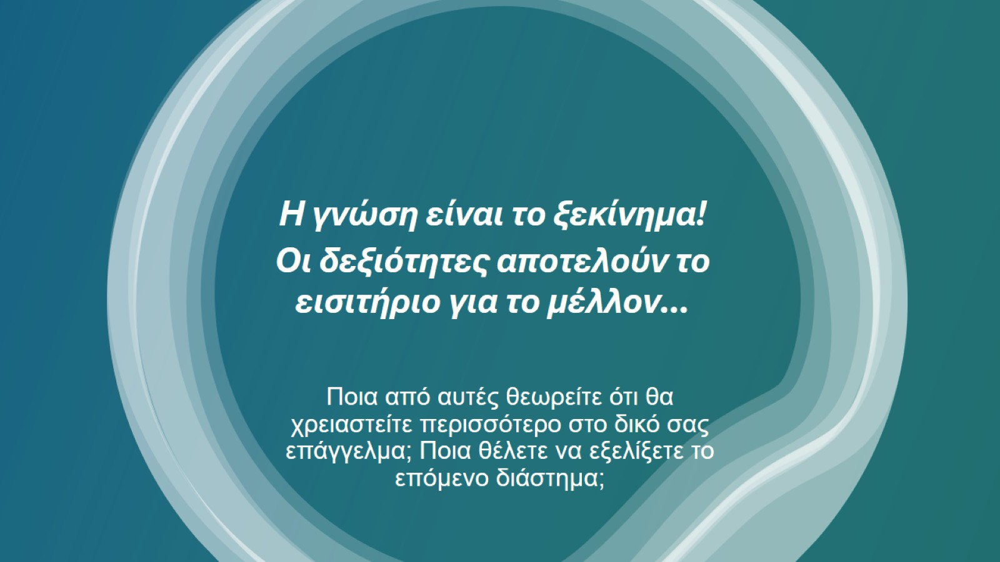 Η γνώση είναι το ξεκίνημα!
Οι δεξιότητες αποτελούν το
εισιτήριο για το μέλλον...
Ποια από αυτές θεωρείτε ότι θα
χρειαστείτε περισσότερο στο δικό σας
επάγγελμα; Ποια θέλετε να εξελίξετε το
επόμενο διάστημα;